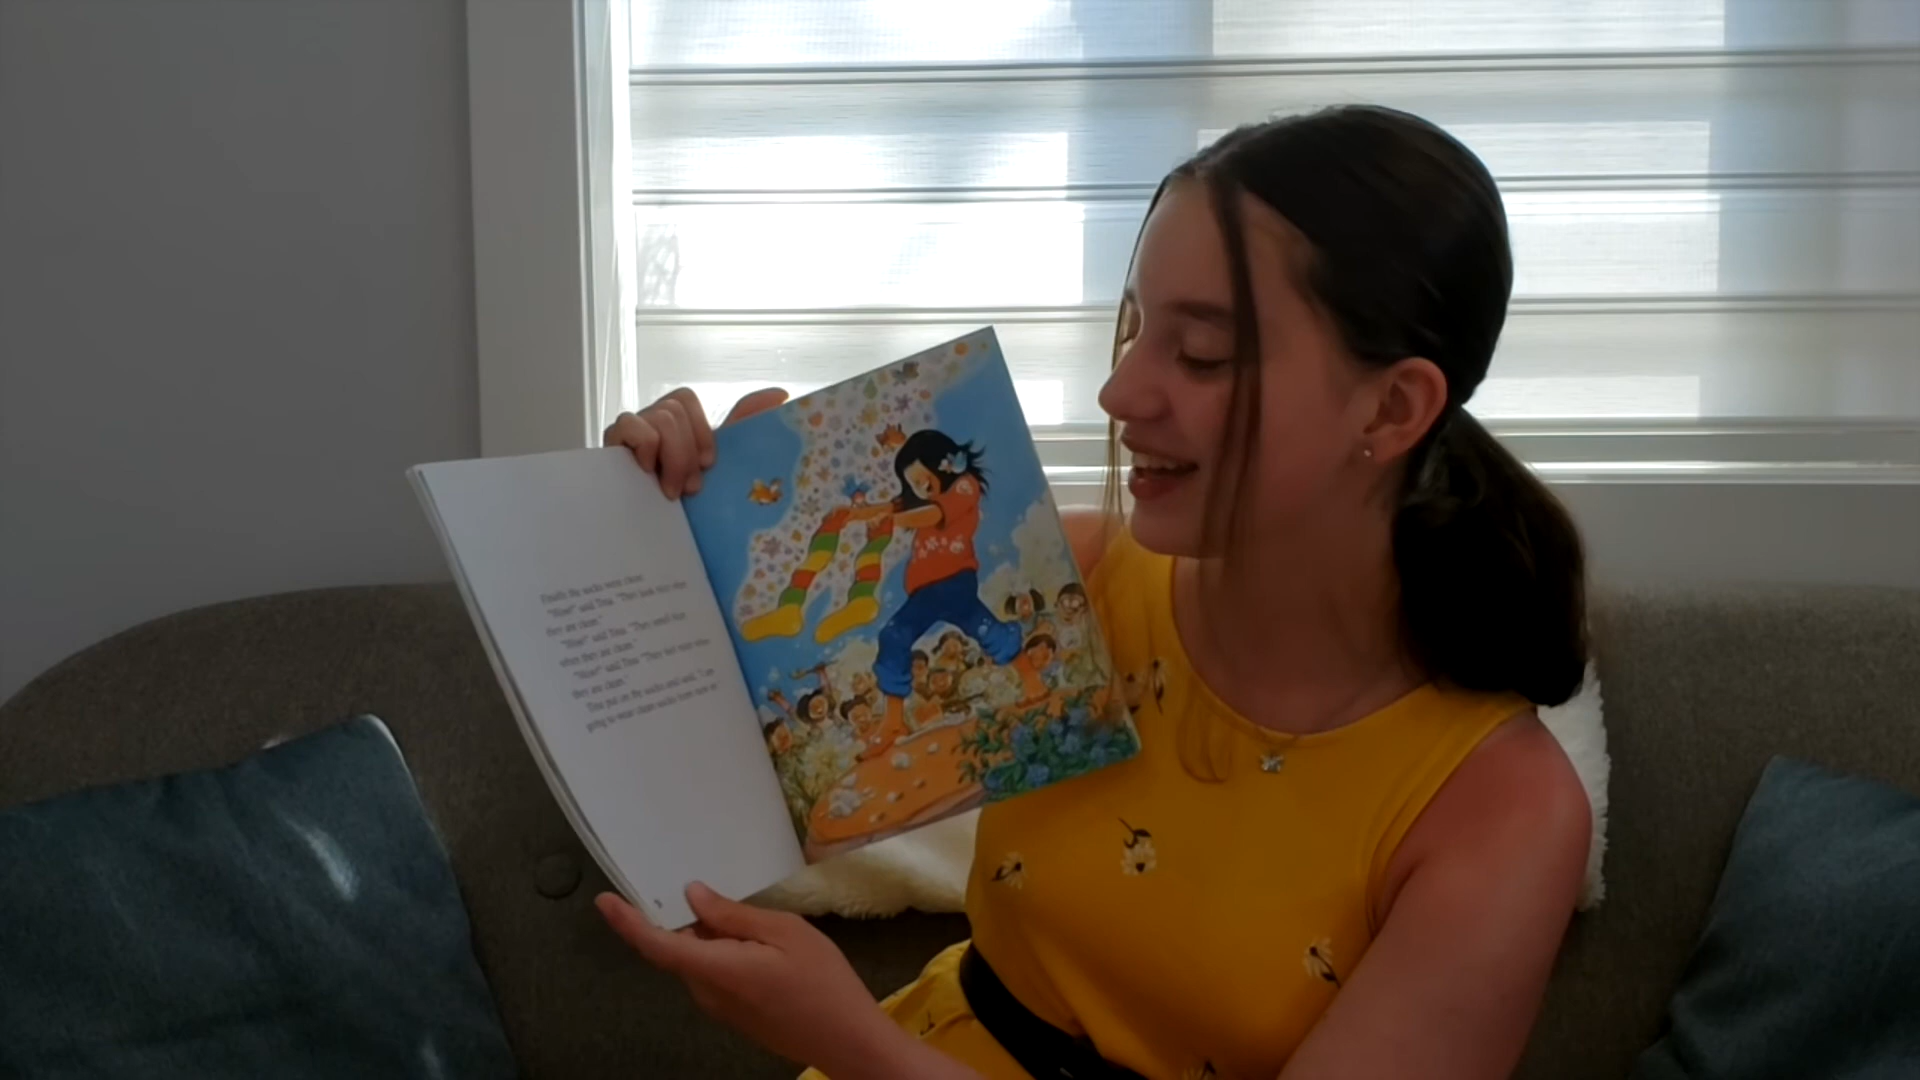 Finally the socks were clean.
"Wow!" said Tina. "They look nice when
they are clean."
"Wow!" said Tina. "They smell nice
when they are clean."
"Wow!" said Tina. "They feel nice when
they are clean."
Tina put on the socks and said, "I am
going to wear clean socks from now on."